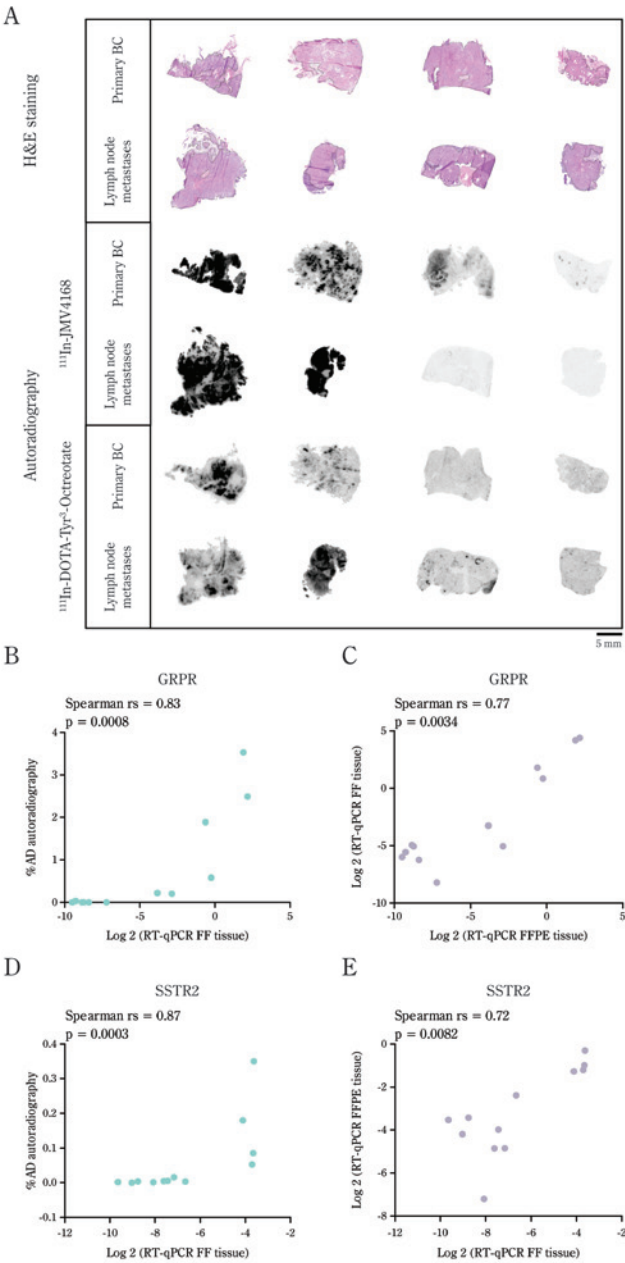 A
H&E staining
Primary BC
Lymph node
metastases
Autoradiography
¹¹¹In-JMV4168
Primary BC
Lymph node
metastases
¹¹¹In-DOTA-Tyr³-Octreotate
Primary BC
Lymph node
metastases
5 mm
B
GRPR
Spearman rs = 0.83
p = 0.0008
%AD autoradiography
4
3
2
1
0
-10
-5
0
5
Log 2 (RT-qPCR FF tissue)
C
GRPR
Spearman rs = 0.77
p = 0.0034
Log 2 (RT-qPCR FF tissue)
5
0
-5
-10
-10
-5
0
5
Log 2 (RT-qPCR FFPE tissue)
D
SSTR2
Spearman rs = 0.87
p = 0.0003
%AD autoradiography
0.4
0.3
0.2
0.1
0.0
-0.1
-12
-10
-8
-6
-4
-2
Log 2 (RT-qPCR FF tissue)
E
SSTR2
Spearman rs = 0.72
p = 0.0082
Log 2 (RT-qPCR FFPE tissue)
0
-2
-4
-6
-8
-12
-10
-8
-6
-4
-2
Log 2 (RT-qPCR FF tissue)